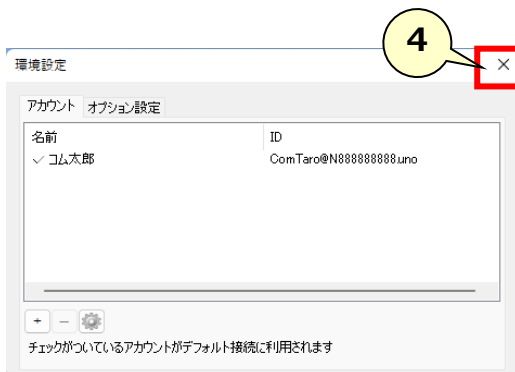 4
環境設定
アカウント オプション設定
名前 ID
コム太郎 ComTaro@N888888888.uno
チェックがついているアカウントがデフォルト接続に利用されます